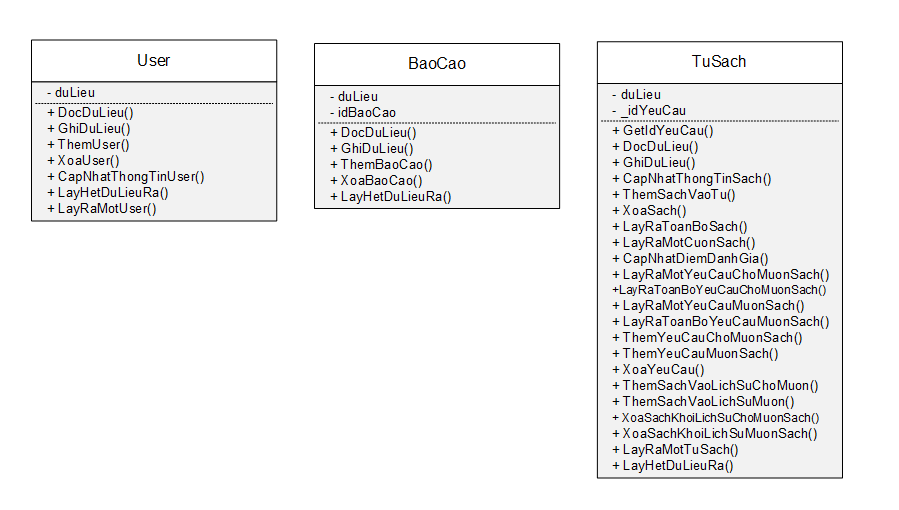 User
- duLieu
+ DocDuLieu()
+ GhiDuLieu()
+ ThemUser()
+ XoaUser()
+ CapNhatThongTinUser()
+ LayHetDuLieuRa()
+ LayRaMotUser()
BaoCao
- duLieu
- idBaoCao
+ DocDuLieu()
+ GhiDuLieu()
+ ThemBaoCao()
+ XoaBaoCao()
+ LayHetDuLieuRa()
TuSach
- duLieu
- _idYeuCau
+ GetIdYeuCau()
+ DocDuLieu()
+ GhiDuLieu()
+ CapNhatThongTinSach()
+ ThemSachVaoTu()
+ XoaSach()
+ LayRaToanBoSach()
+ LayRaMotCuonSach()
+ CapNhatDiemDanhGia()
+ LayRaMotYeuCauChoMuonSach()
+LayRaToanBoYeuCauChoMuonSach()
+ LayRaMotYeuCauMuonSach()
+ LayRaToanBoYeuCauMuonSach()
+ ThemYeuCauChoMuonSach()
+ ThemYeuCauMuonSach()
+ XoaYeuCau()
+ ThemSachVaoLichSuChoMuon()
+ ThemSachVaoLichSuMuon()
+ XoaSachKhoiLichSuChoMuonSach()
+ XoaSachKhoiLichSuMuonSach()
+ LayRaMotTuSach()
+ LayHetDuLieuRa()